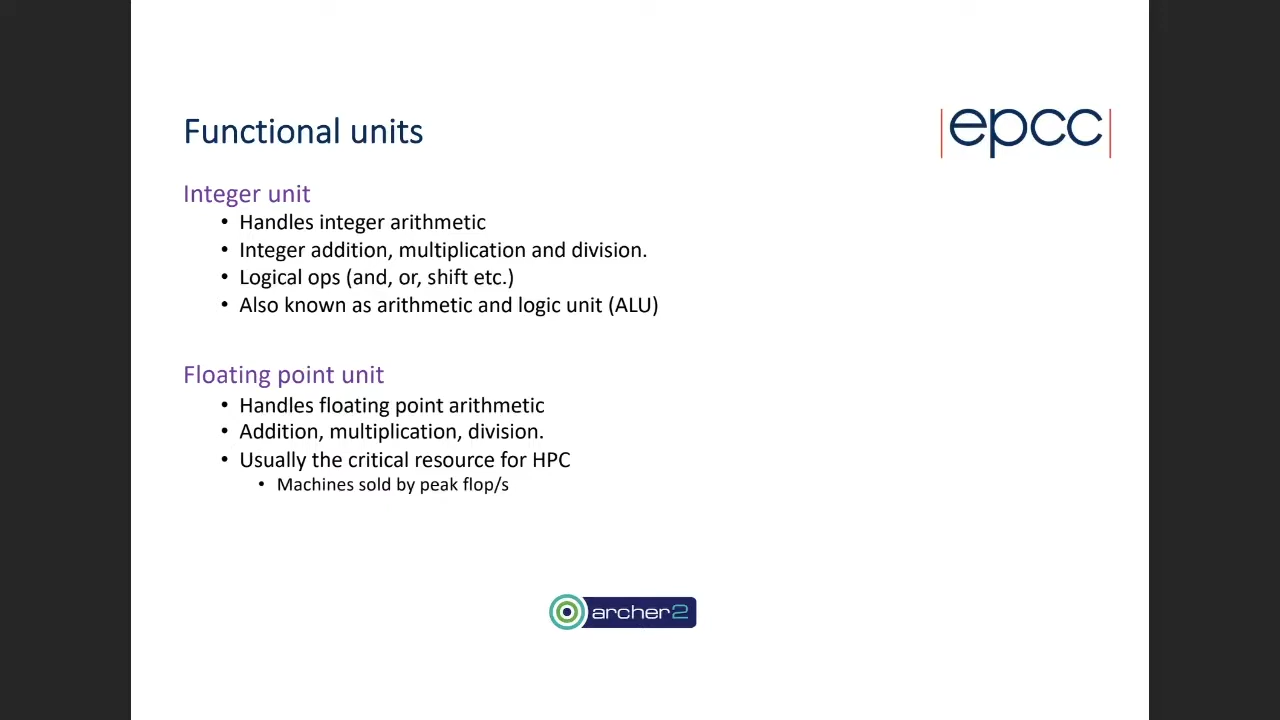 Functional units
|epcc|
Integer unit
• Handles integer arithmetic
• Integer addition, multiplication and division.
• Logical ops (and, or, shift etc.)
• Also known as arithmetic and logic unit (ALU)
Floating point unit
• Handles floating point arithmetic
• Addition, multiplication, division.
• Usually the critical resource for HPC
• Machines sold by peak flop/s
archer2